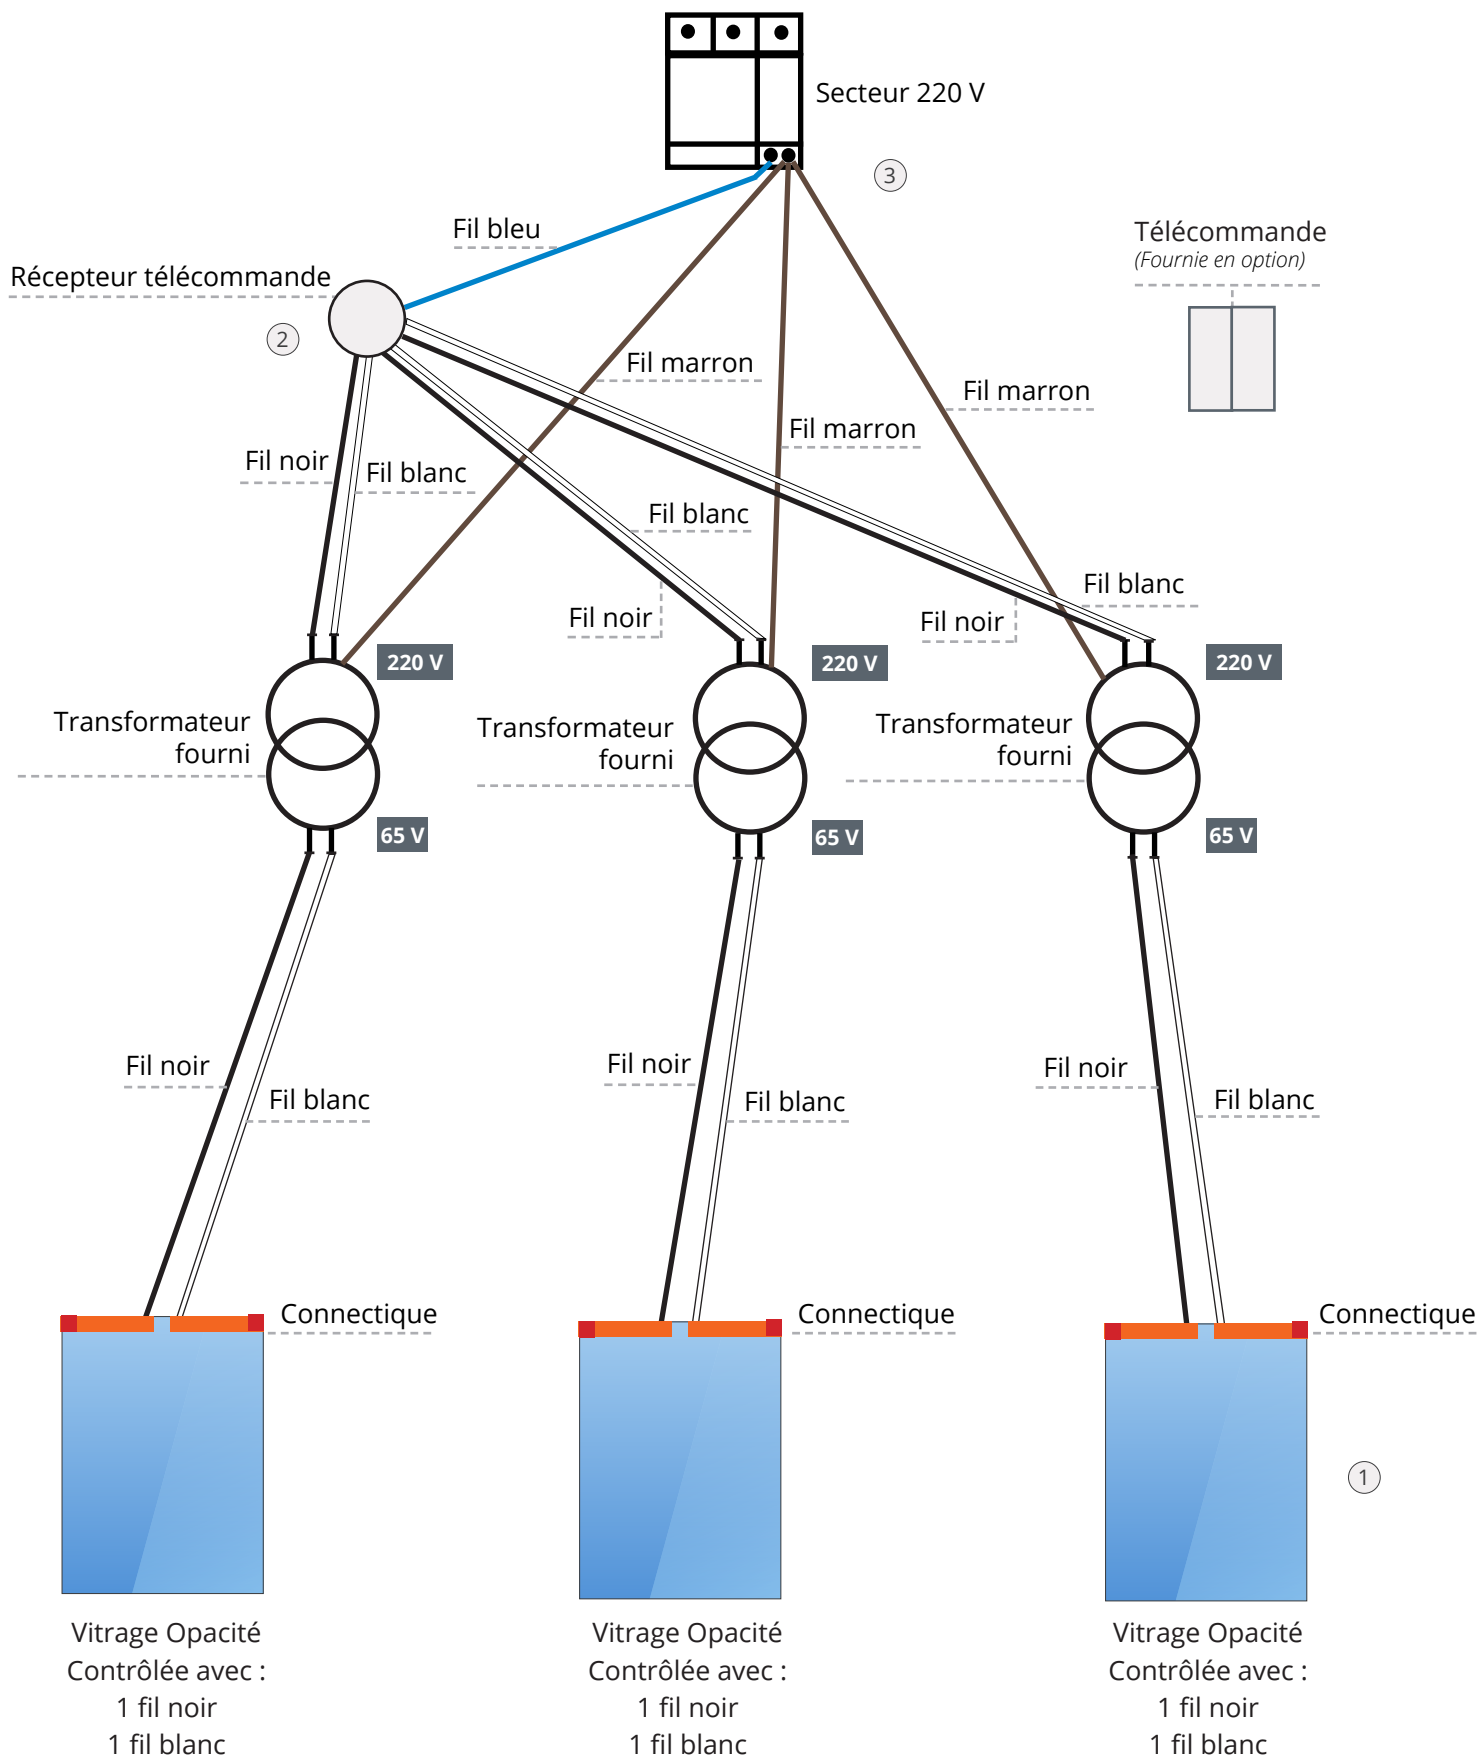 Secteur 220 V
3
Fil bleu
Télécommande
(Fournie en option)
Récepteur télécommande
2
Fil marron
Fil marron
Fil marron
Fil noir
Fil blanc
Fil blanc
Fil blanc
Fil noir
Fil noir
220 V
220 V
220 V
Transformateur
fourni
Transformateur
fourni
Transformateur
fourni
65 V
65 V
65 V
Fil noir
Fil blanc
Fil noir
Fil blanc
Fil noir
Fil blanc
Connectique
Connectique
Connectique
1
Vitrage Opacité
Contrôlée avec :
1 fil noir
1 fil blanc
Vitrage Opacité
Contrôlée avec :
1 fil noir
1 fil blanc
Vitrage Opacité
Contrôlée avec :
1 fil noir
1 fil blanc